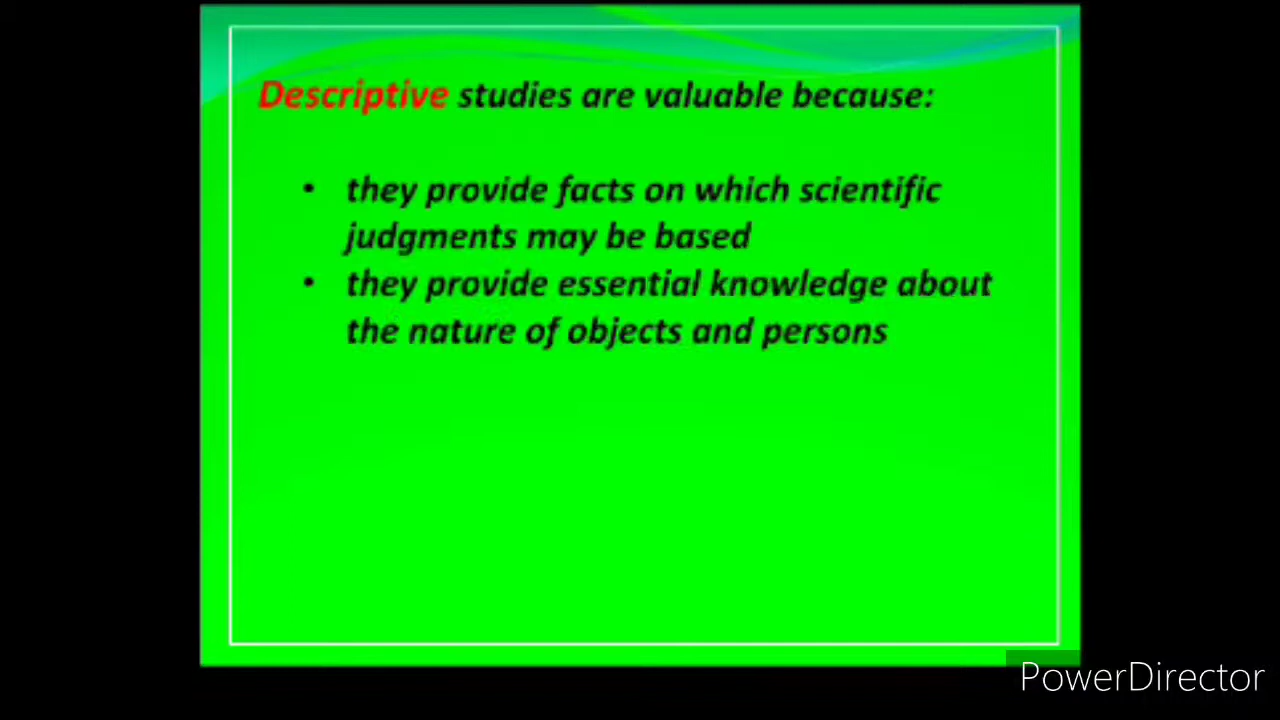 Descriptive studies are valuable because:
• they provide facts on which scientific
judgments may be based
• they provide essential knowledge about
the nature of objects and persons
PowerDirector